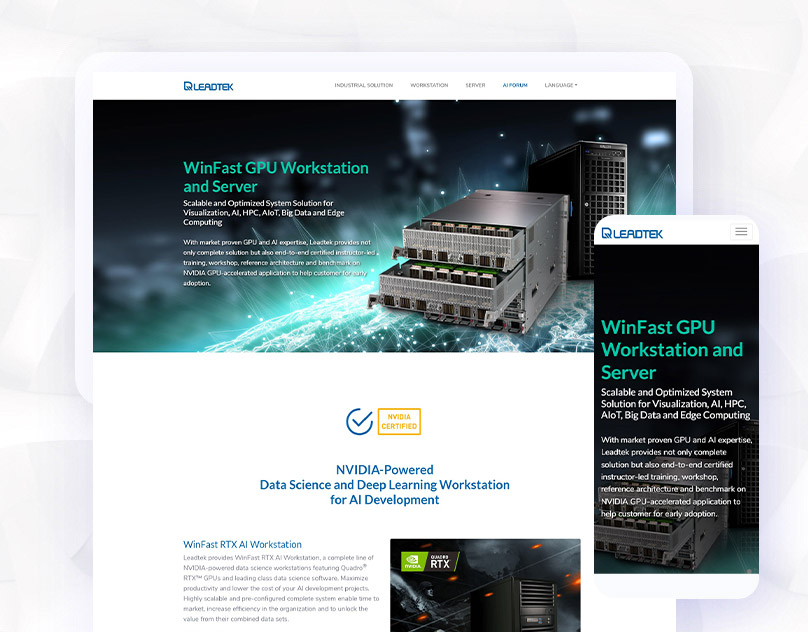 LEADTEK
INDUSTRIAL SOLUTION WORKSTATION SERVER AI FORUM LANGUAGE
WinFast GPU Workstation
and Server
Scalable and Optimized System Solution for
Visualization, AI, HPC, AIoT, Big Data and Edge
Computing
With market proven GPU and AI expertise, Leadtek provides not
only complete solution but also end-to-end certified instructor-led
training, workshop, reference architecture and benchmark on
NVIDIA GPU-accelerated application to help customer for early
adoption.
NVIDIA
CERTIFIED
NVIDIA-Powered
Data Science and Deep Learning Workstation
for AI Development
WinFast RTX AI Workstation
Leadtek provides WinFast RTX AI Workstation, a complete line of
NVIDIA-powered data science workstations featuring Quadro®
RTX™ GPUs and leading class data science software. Maximize
productivity and lower the cost of your AI development projects.
Highly scalable and pre-configured complete system enable time to
market, increase efficiency in the organization and to unlock the
value from their combined data sets.
NVIDIA
QUADRO
RTX
LEADTEK
WinFast GPU
Workstation and
Server
Scalable and Optimized System
Solution for Visualization, AI, HPC,
AIoT, Big Data and Edge Computing
With market proven GPU and AI expertise,
Leadtek provides not only complete
solution but also end-to-end certified
instructor-led training, workshop,
reference architecture and benchmark on
NVIDIA GPU-accelerated application to
help customer for early adoption.